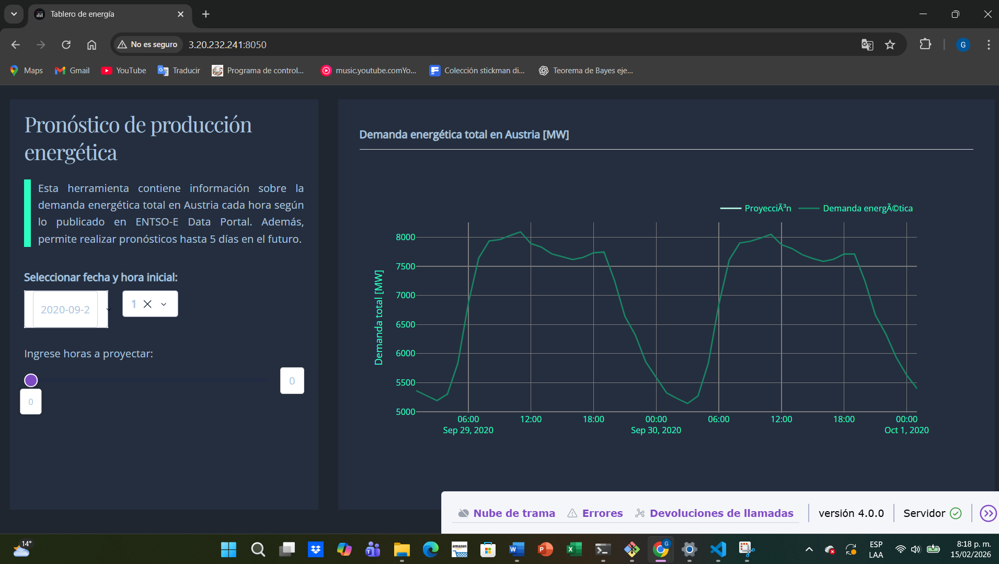 Tablero de energía
No es seguro
3.20.232.241:8050
G
Maps
Gmail
YouTube
Traducir
Programa de control...
music.youtube.comYo...
Colección stickman di...
Teorema de Bayes eje...
Pronóstico de producción
energética
Esta herramienta contiene información sobre la
demanda energética total en Austria cada hora según
lo publicado en ENTSO-E Data Portal. Además,
permite realizar pronósticos hasta 5 días en el futuro.
Seleccionar fecha y hora inicial:
2020-09-2
1
Ingrese horas a proyectar:
0
0
Demanda energética total en Austria [MW]
ProyecciÃ³n
Demanda energÃ©tica
Demanda total [MW]
8000
7500
7000
6500
6000
5500
5000
06:00 12:00 18:00 00:00 06:00 12:00 18:00 00:00
Sep 29, 2020 Sep 30, 2020 Oct 1, 2020
Nube de trama
Errores
Devoluciones de llamadas
versión 4.0.0
Servidor
14°
amazon
G
ESP
LAA
8:18 p. m.
15/02/2026